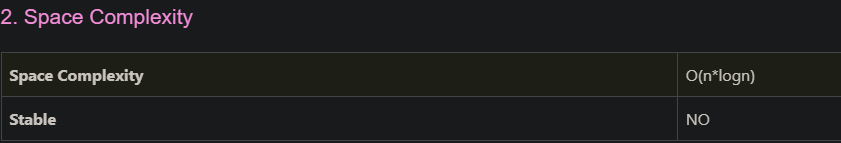 2. Space Complexity
Space Complexity O(n*logn)
Stable NO